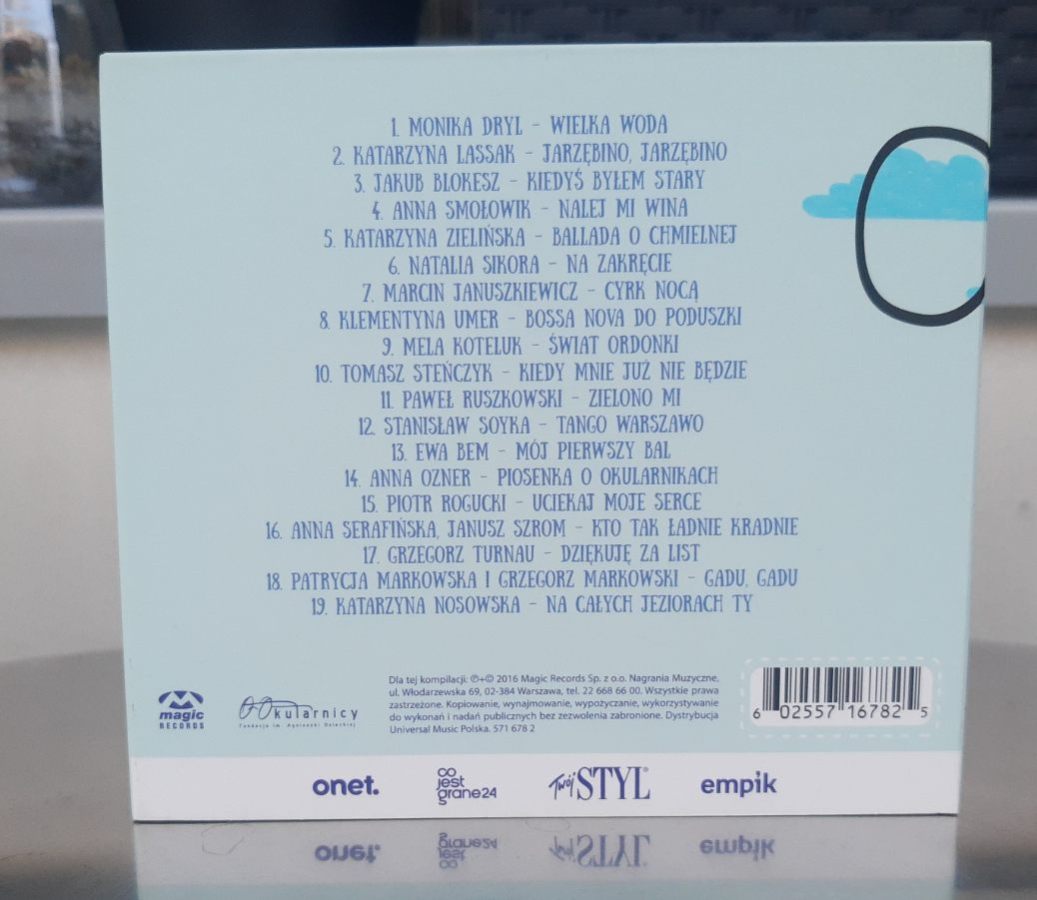 1. MONIKA DRYL - WIELKA WODA
2. KATARZYNA LASSAK - JARZĘBINO, JARZĘBINO
3. JAKUB BLOKESZ - KIEDYŚ BYŁEM STARY
4. ANNA SMOŁOWIK - NALEJ MI WINA
5. KATARZYNA ZIELIŃSKA - BALLADA O CHMIELNEJ
6. NATALIA SIKORA - NA ZAKRĘCIE
7. MARCIN JANUSZKIEWICZ - CYRK NOCĄ
8. KLEMENTYNA UMER - BOSSA NOVA DO PODUSZKI
9. MELA KOTELUK - ŚWIAT ORDONKI
10. TOMASZ STEŃCZYK - KIEDY MNIE JUŻ NIE BĘDZIE
11. PAWEŁ RUSZKOWSKI - ZIELONO MI
12. STANISŁAW SOYKA - TANGO WARSZAWO
13. EWA BEM - MÓJ PIERWSZY BAL
14. ANNA OZNER - PIOSENKA O OKULARNIKACH
15. PIOTR ROGUCKI - UCIEKAJ MOJE SERCE
16. ANNA SERAFIŃSKA, JANUSZ SZROM - KTO TAK ŁADNIE KRADNIE
17. GRZEGORZ TURNAU - DZIĘKUJĘ ZA LIST
18. PATRYCJA MARKOWSKA I GRZEGORZ MARKOWSKI - GADU, GADU
19. KATARZYNA NOSOWSKA - NA CAŁYCH JEZIORACH TY
magic
RECORDS
Okularnicy
Fundacja im. Agnieszki Osieckiej
Dla tej kompilacji: ℗+© 2016 Magic Records Sp. z o.o. Nagrania Muzyczne,
ul. Włodarzewska 69, 02-384 Warszawa, tel. 22 668 66 00. Wszystkie prawa
zastrzeżone. Kopiowanie, wynajmowanie, wypożyczanie, wykorzystywanie
do wykonań i nadań publicznych bez zezwolenia zabronione. Dystrybucja
Universal Music Polska. 571 678 2
6 02557 16782 5
onet.
co
jest
grane24
Twój STYL
empik